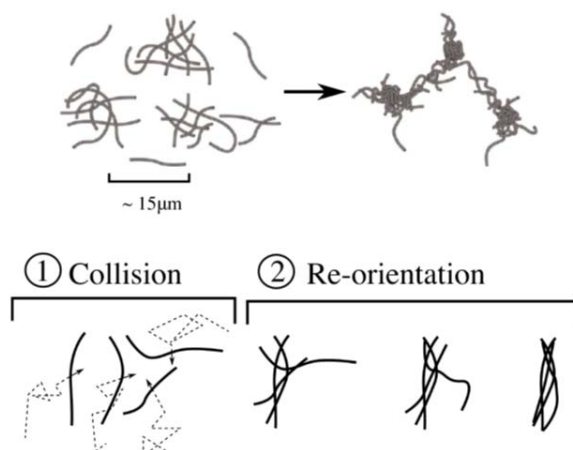 ~ 15μm
① Collision
② Re-orientation